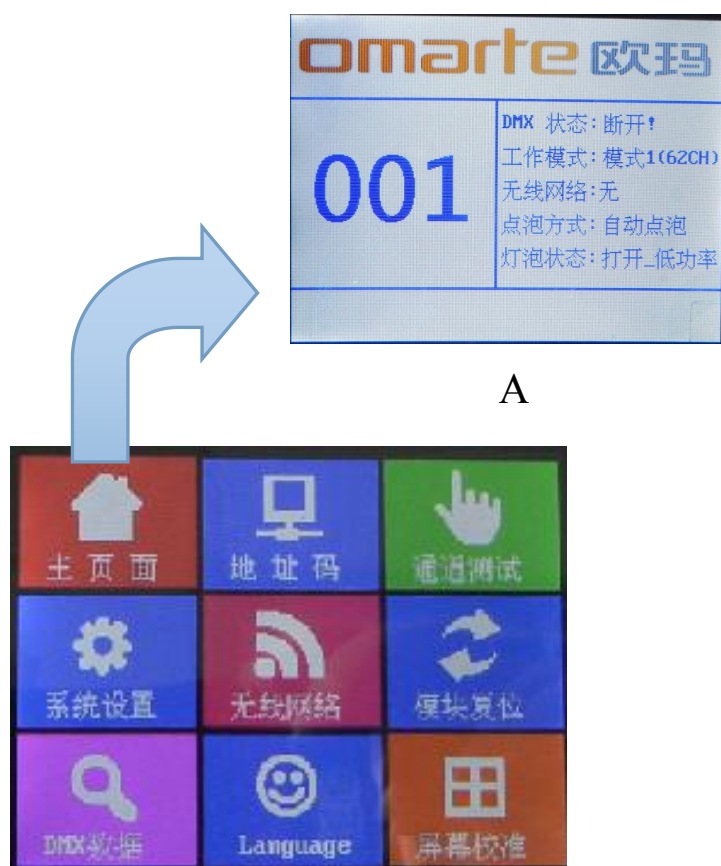 omarte 欧玛
001
DMX 状态:断开!
工作模式:模式1(62CH)
无线网络:无
点泡方式:自动点泡
灯泡状态:打开_低功率
A
主页面
地址码
通道测试
系统设置
无线网络
模块复位
DMX数据
Language
屏幕校准